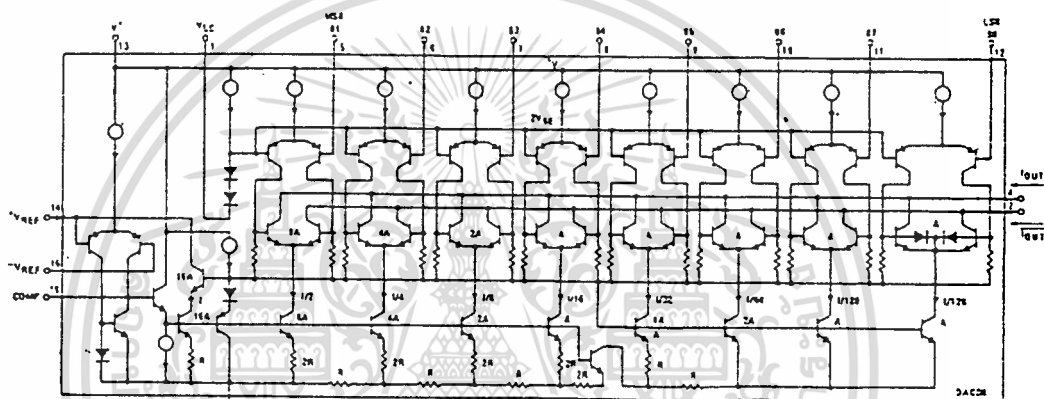 V+ VLC MSB B1 B2 B3 B4 B5 B6 B7 LSB B8
13 1 5 6 7 8 9 10 11 12
2VBE
IOUT
4
+VREF 14
IOUT
-VREF 16
COMP 15
16A 8A 4A 2A A A A A A
I/2 I/4 I/8 I/16 I/32 I/64 I/128 I/128
16A 8A 4A 2A A 4A 2A A A
R 2R 2R 2R R
R R R 2R R
DAC08